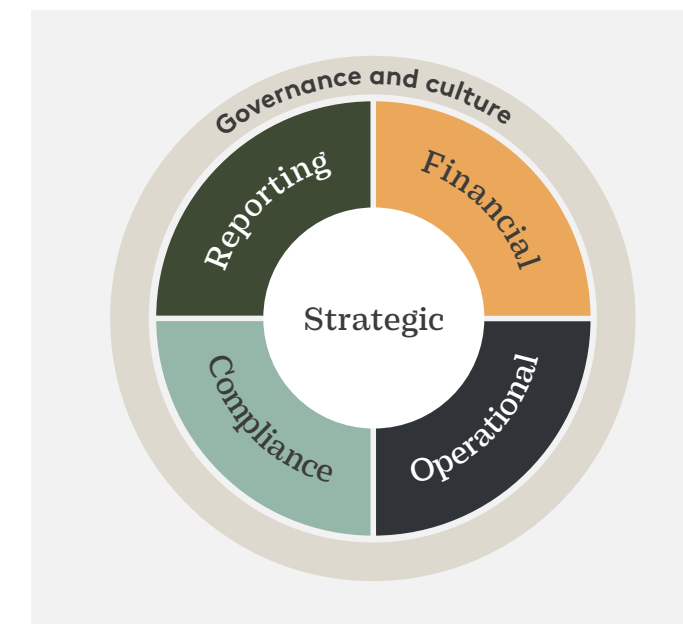 Governance and culture
Reporting
Financial
Strategic
Compliance
Operational